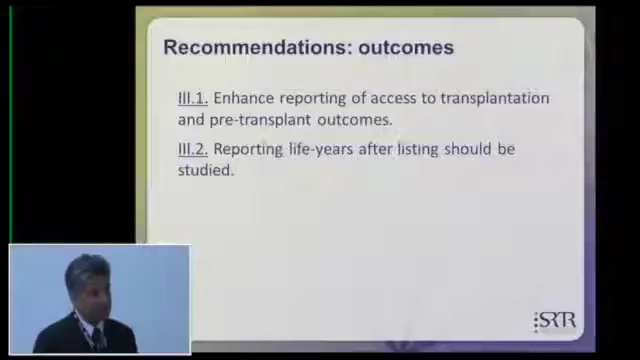 Recommendations: outcomes
III.1. Enhance reporting of access to transplantation
and pre-transplant outcomes.
III.2. Reporting life-years after listing should be
studied.
SRTR